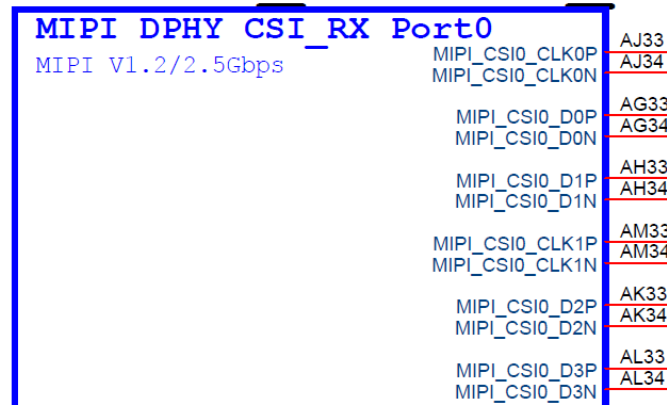 MIPI DPHY CSI_RX Port0
MIPI V1.2/2.5Gbps
MIPI_CSI0_CLK0P AJ33
MIPI_CSI0_CLK0N AJ34
MIPI_CSI0_D0P AG33
MIPI_CSI0_D0N AG34
MIPI_CSI0_D1P AH33
MIPI_CSI0_D1N AH34
MIPI_CSI0_CLK1P AM33
MIPI_CSI0_CLK1N AM34
MIPI_CSI0_D2P AK33
MIPI_CSI0_D2N AK34
MIPI_CSI0_D3P AL33
MIPI_CSI0_D3N AL34